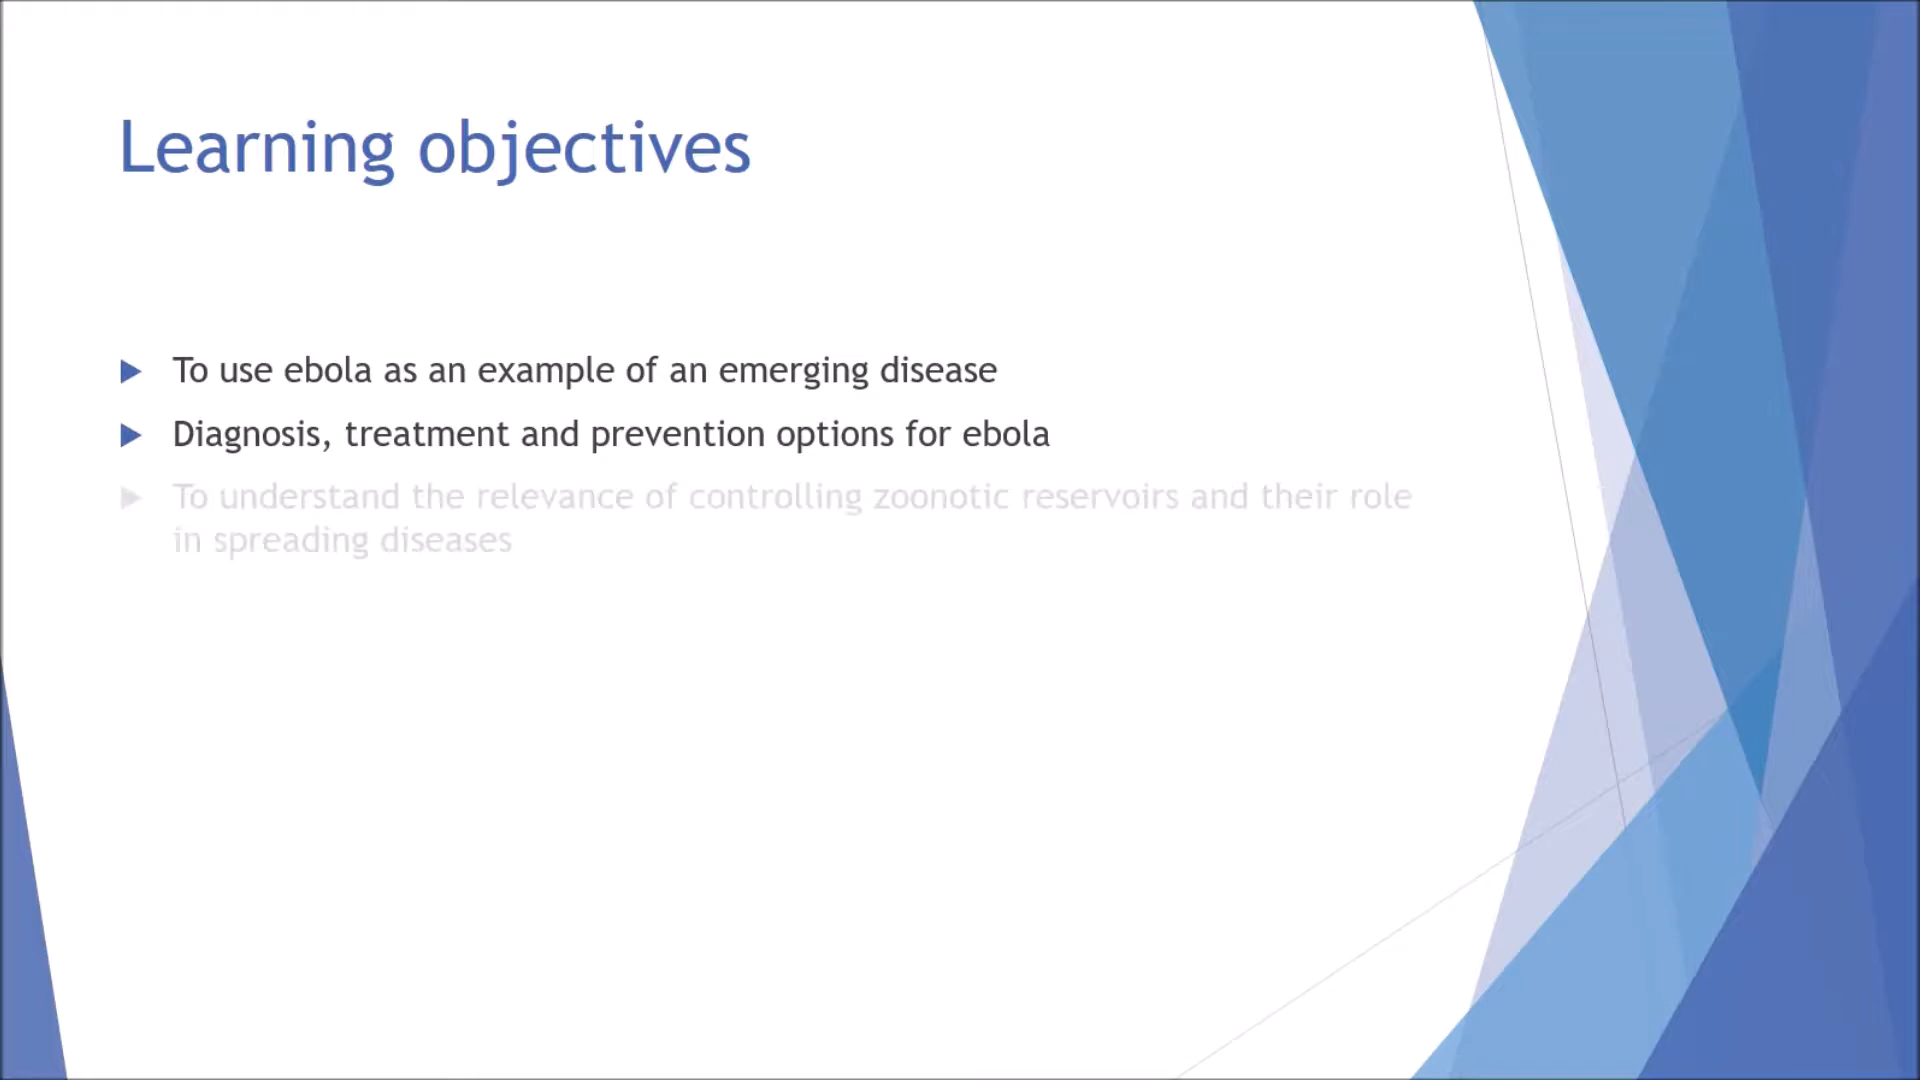 Learning objectives
To use ebola as an example of an emerging disease
Diagnosis, treatment and prevention options for ebola
To understand the relevance of controlling zoonotic reservoirs and their role
in spreading diseases